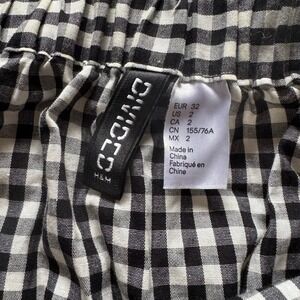 DIVIDED
H&M
EUR 32
US 2
CA 2
CN 155/76A
MX 2
Made in
China
Fabriqué en
Chine